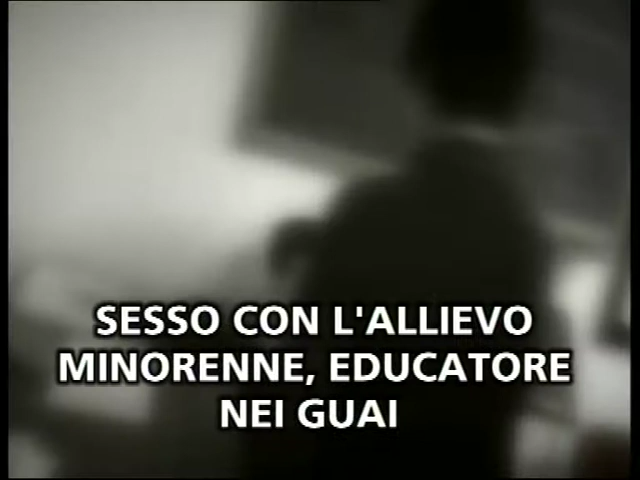 SESSO CON L'ALLIEVO
MINORENNE, EDUCATORE
NEI GUAI